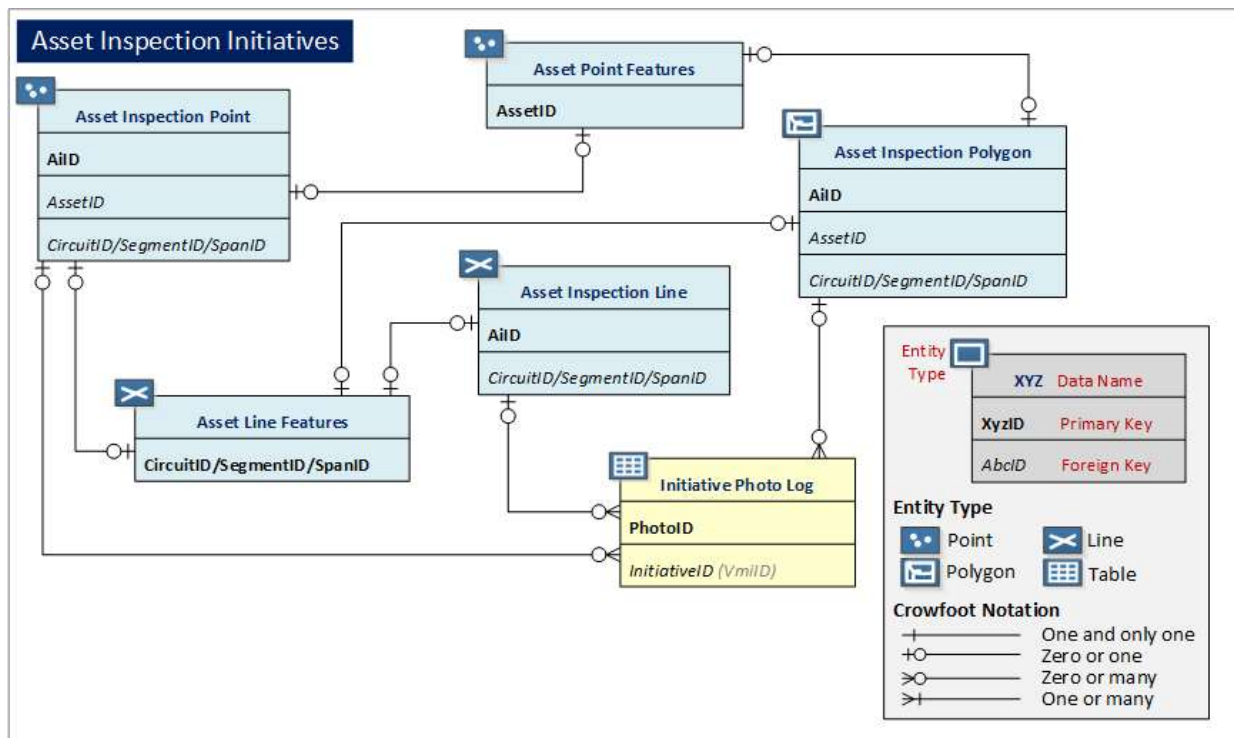 Asset Inspection Initiatives
Asset Point Features
AssetID
Asset Inspection Point
AiID
AssetID
CircuitID/SegmentID/SpanID
Asset Inspection Polygon
AiID
AssetID
CircuitID/SegmentID/SpanID
Asset Inspection Line
AiID
CircuitID/SegmentID/SpanID
Asset Line Features
CircuitID/SegmentID/SpanID
Initiative Photo Log
PhotoID
InitiativeID (VmiID)
Entity
Type
XYZ Data Name
XyzID Primary Key
AbcID Foreign Key
Entity Type
Point Line
Polygon Table
Crowfoot Notation
One and only one
Zero or one
Zero or many
One or many